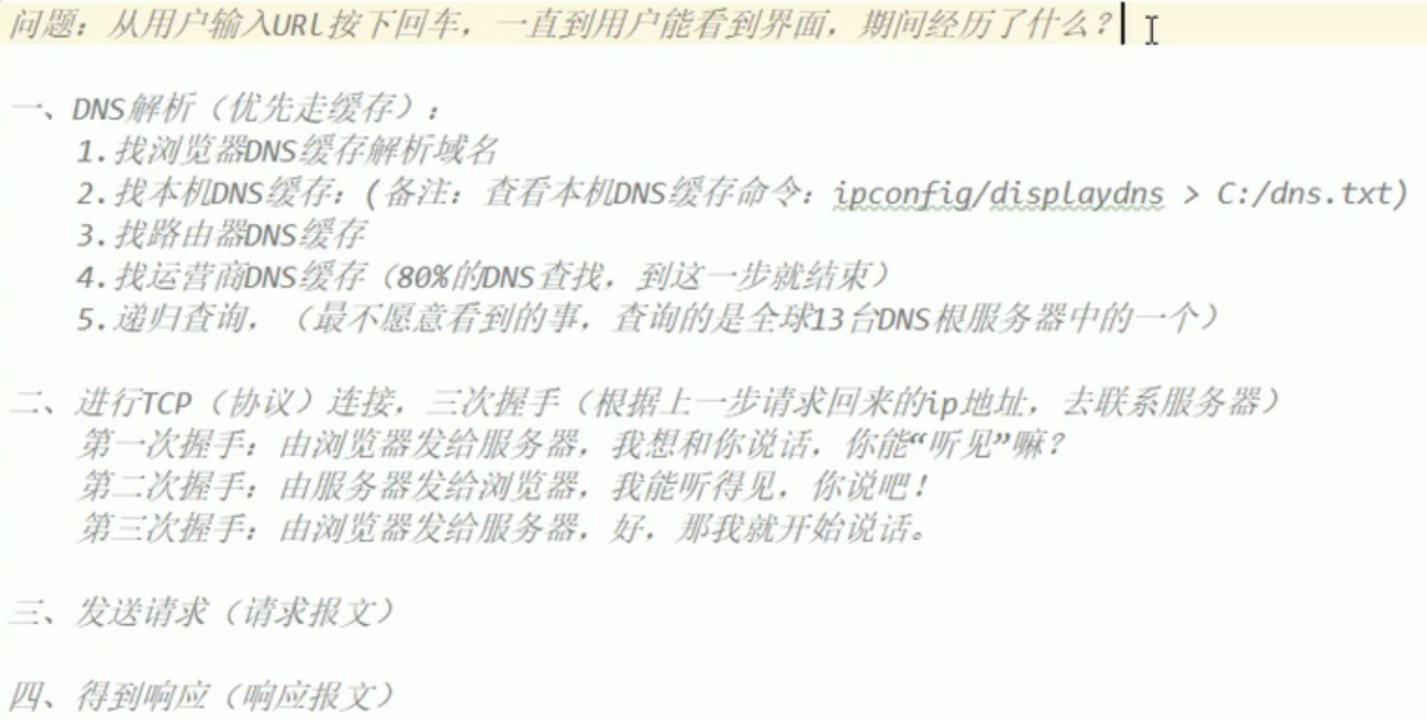 问题：从用户输入URL按下回车，一直到用户能看到界面，期间经历了什么？
一、DNS解析（优先走缓存）：
1.找浏览器DNS缓存解析域名
2.找本机DNS缓存：(备注：查看本机DNS缓存命令：ipconfig/displaydns > C:/dns.txt)
3.找路由器DNS缓存
4.找运营商DNS缓存（80%的DNS查找，到这一步就结束）
5.递归查询，（最不愿意看到的事，查询的是全球13台DNS根服务器中的一个）
二、进行TCP（协议）连接，三次握手（根据上一步请求回来的ip地址，去联系服务器）
第一次握手：由浏览器发给服务器，我想和你说话，你能“听见”嘛？
第二次握手：由服务器发给浏览器，我能听得见，你说吧！
第三次握手：由浏览器发给服务器，好，那我就开始说话。
三、发送请求（请求报文）
四、得到响应（响应报文）